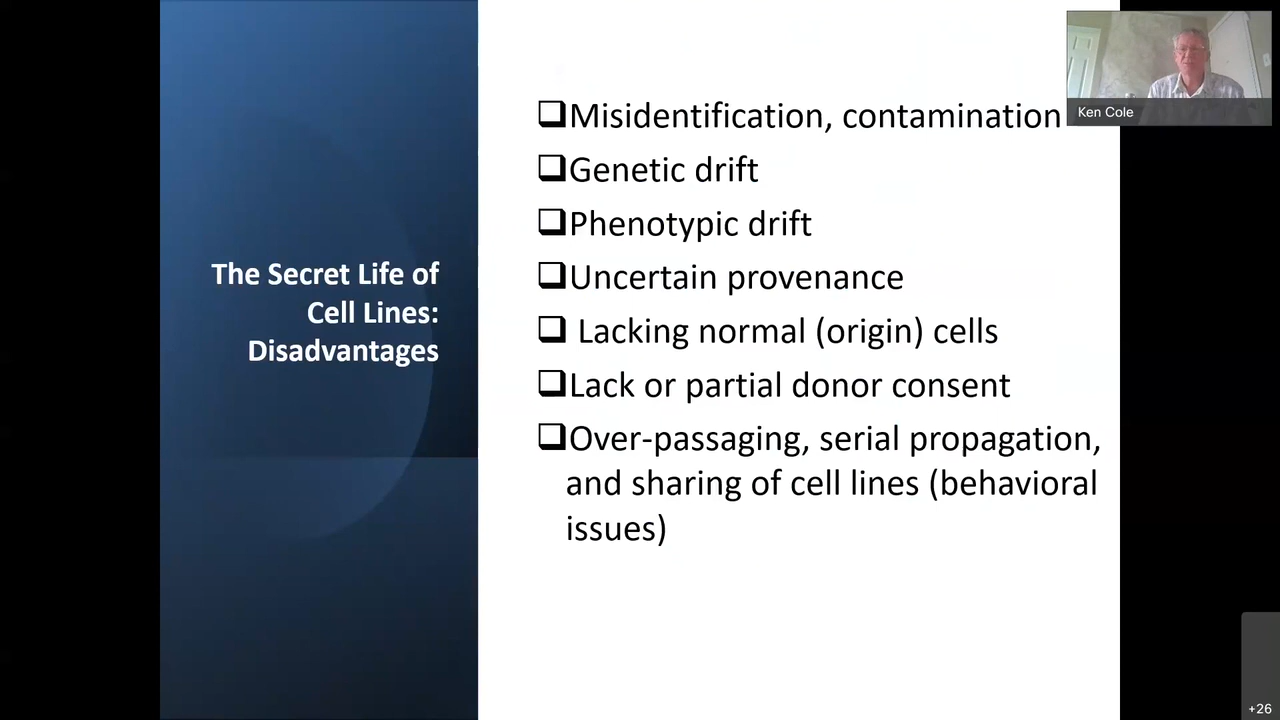 The Secret Life of
Cell Lines:
Disadvantages
Misidentification, contamination
Genetic drift
Phenotypic drift
Uncertain provenance
Lacking normal (origin) cells
Lack or partial donor consent
Over-passaging, serial propagation,
and sharing of cell lines (behavioral
issues)
Ken Cole
+26